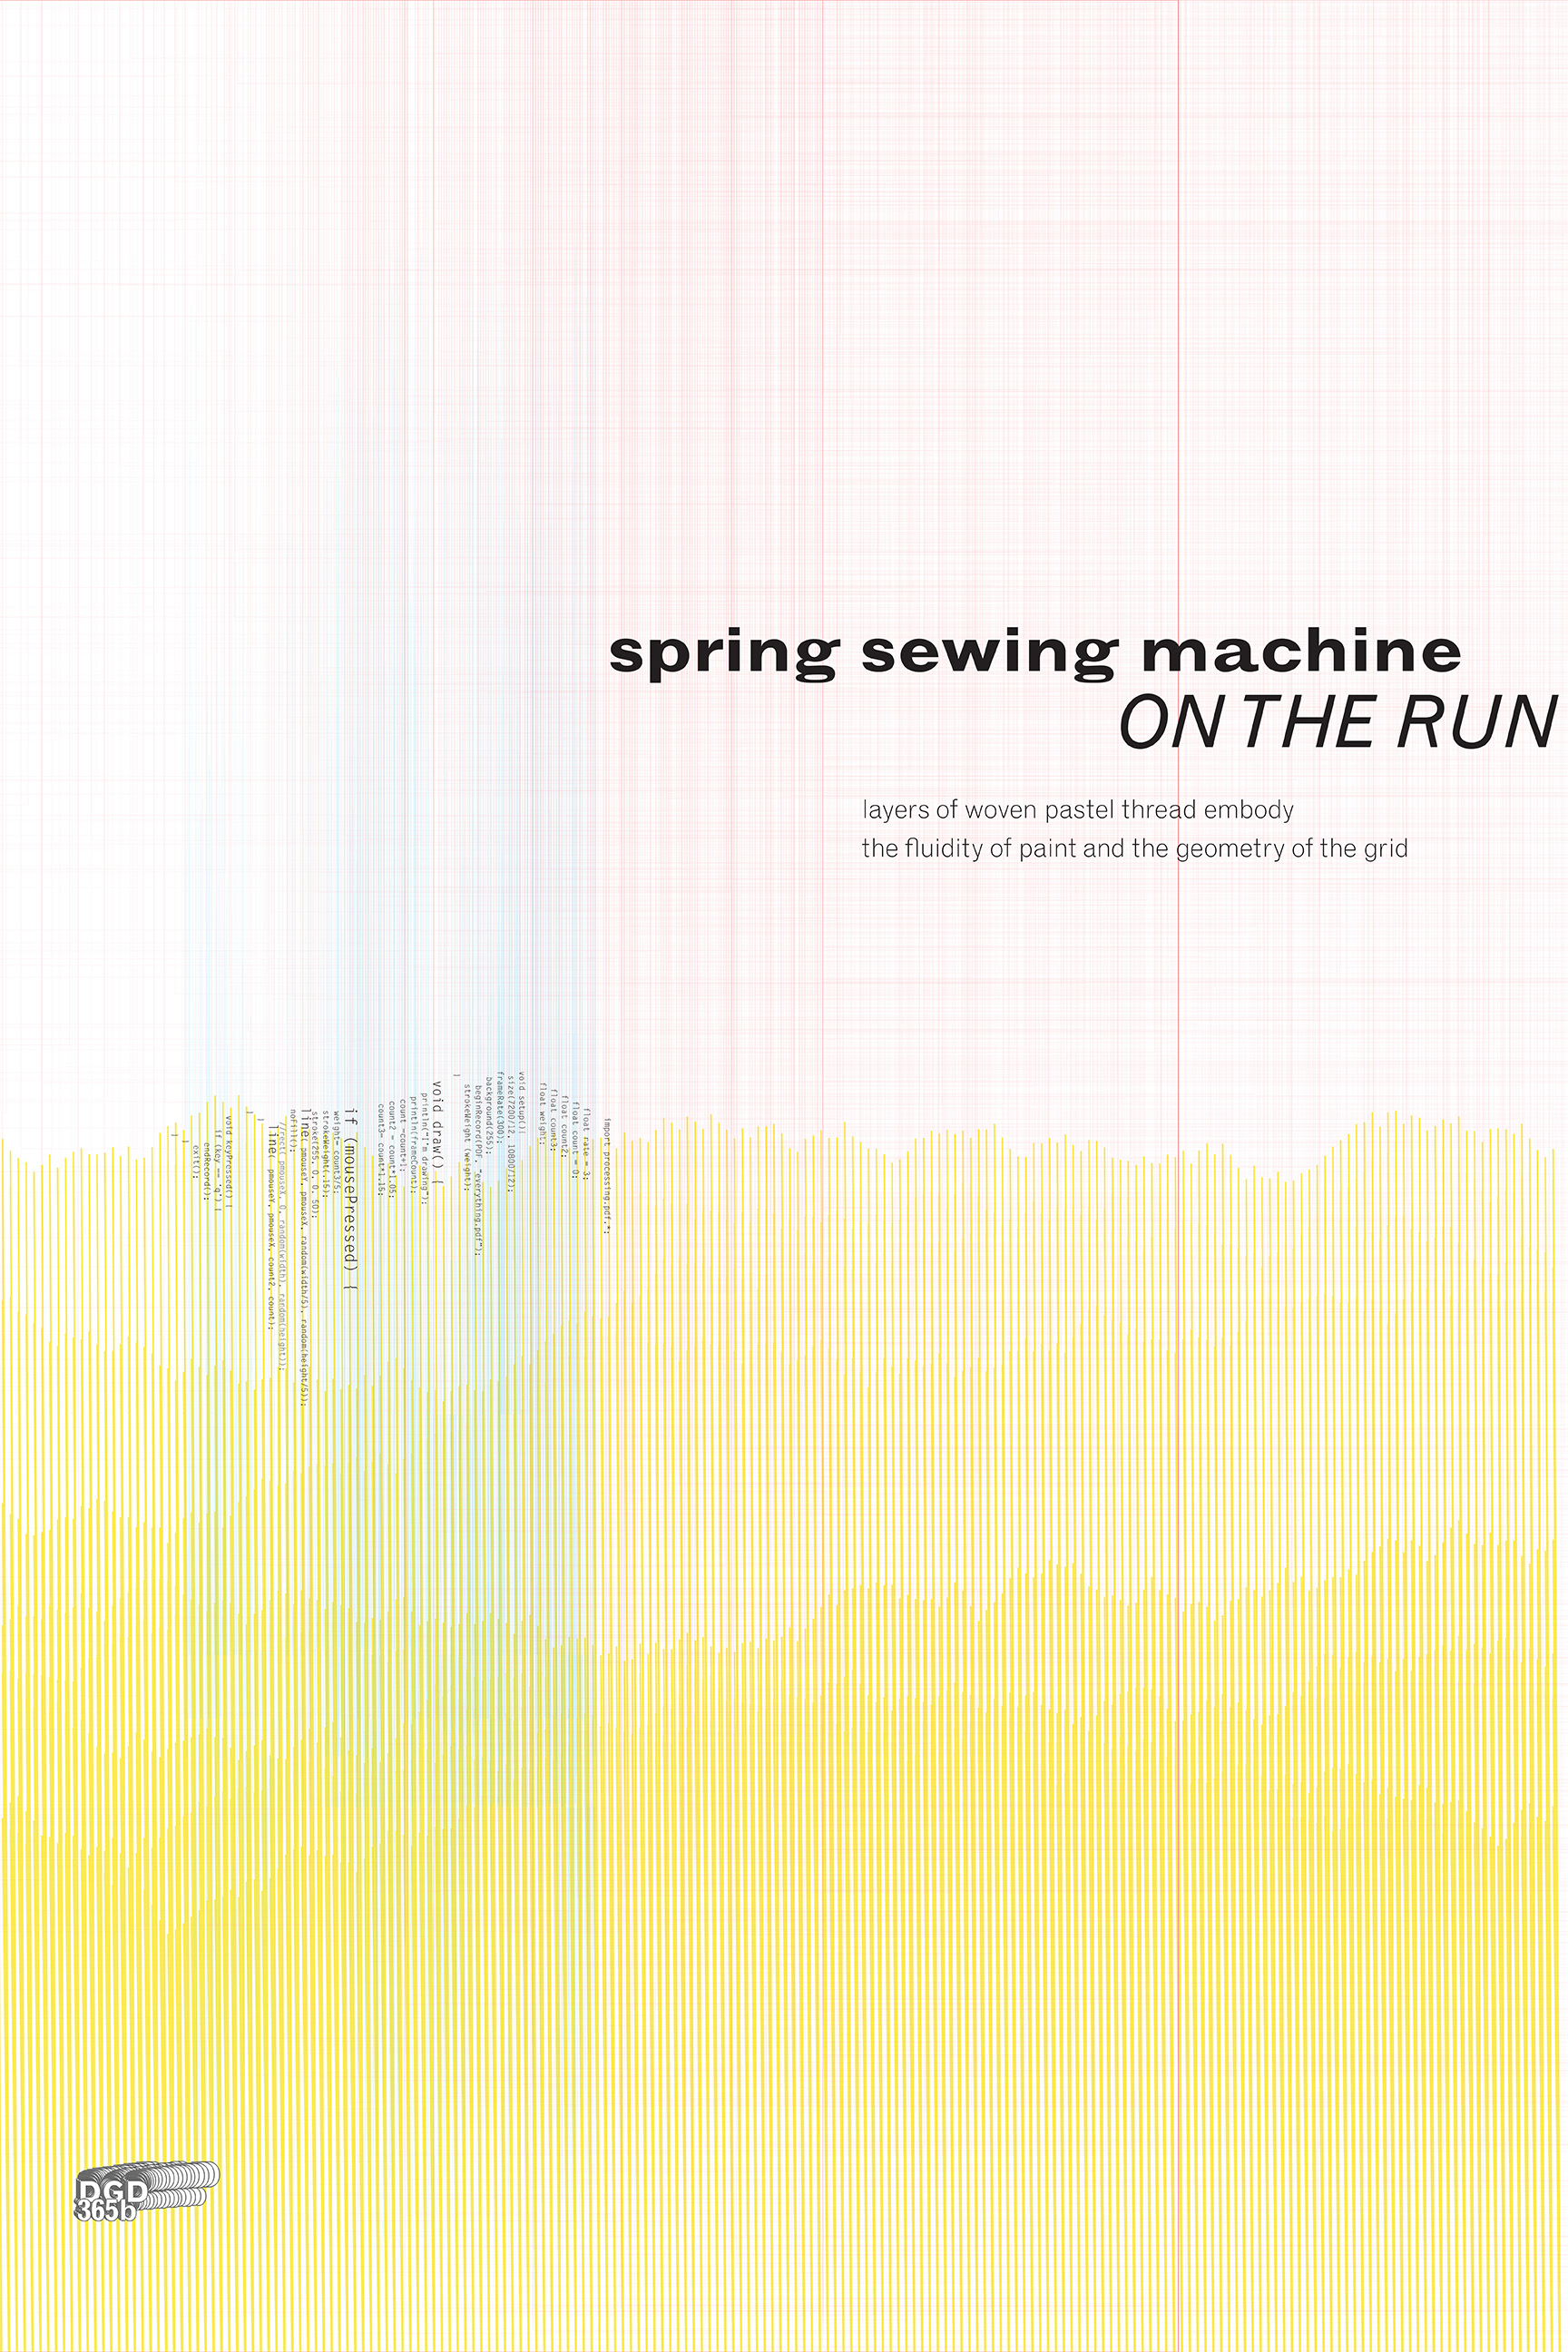 spring sewing machine
ON THE RUN
layers of woven pastel thread embody
the fluidity of paint and the geometry of the grid
import processing.pdf.*;
float rate = 3;
float count = 0;
float count2;
float count3;
float weight;
void setup(){
size(7200/12, 10800/12);
frameRate(300);
background(255);
beginRecord(PDF, "everything.pdf");
strokeWeight (weight);
}
void draw() {
println("I'm drawing");
println(frameCount);
count =count+1;
count2 = count*1.05;
count3= count*1.15;
if (mousePressed) {
weight= count3/5;
strokeWeight(.15);
stroke(255, 0, 0, 50);
line( pmouseY, pmouseX, random(width/5), random(height/5));
noFill();
//rect( pmouseX, 0, random(width), random(height));
line( pmouseY, pmouseX, count2, count);
}
}
void keyPressed() {
if (key == 'q') {
endRecord();
exit();
}
}
DGD
365b